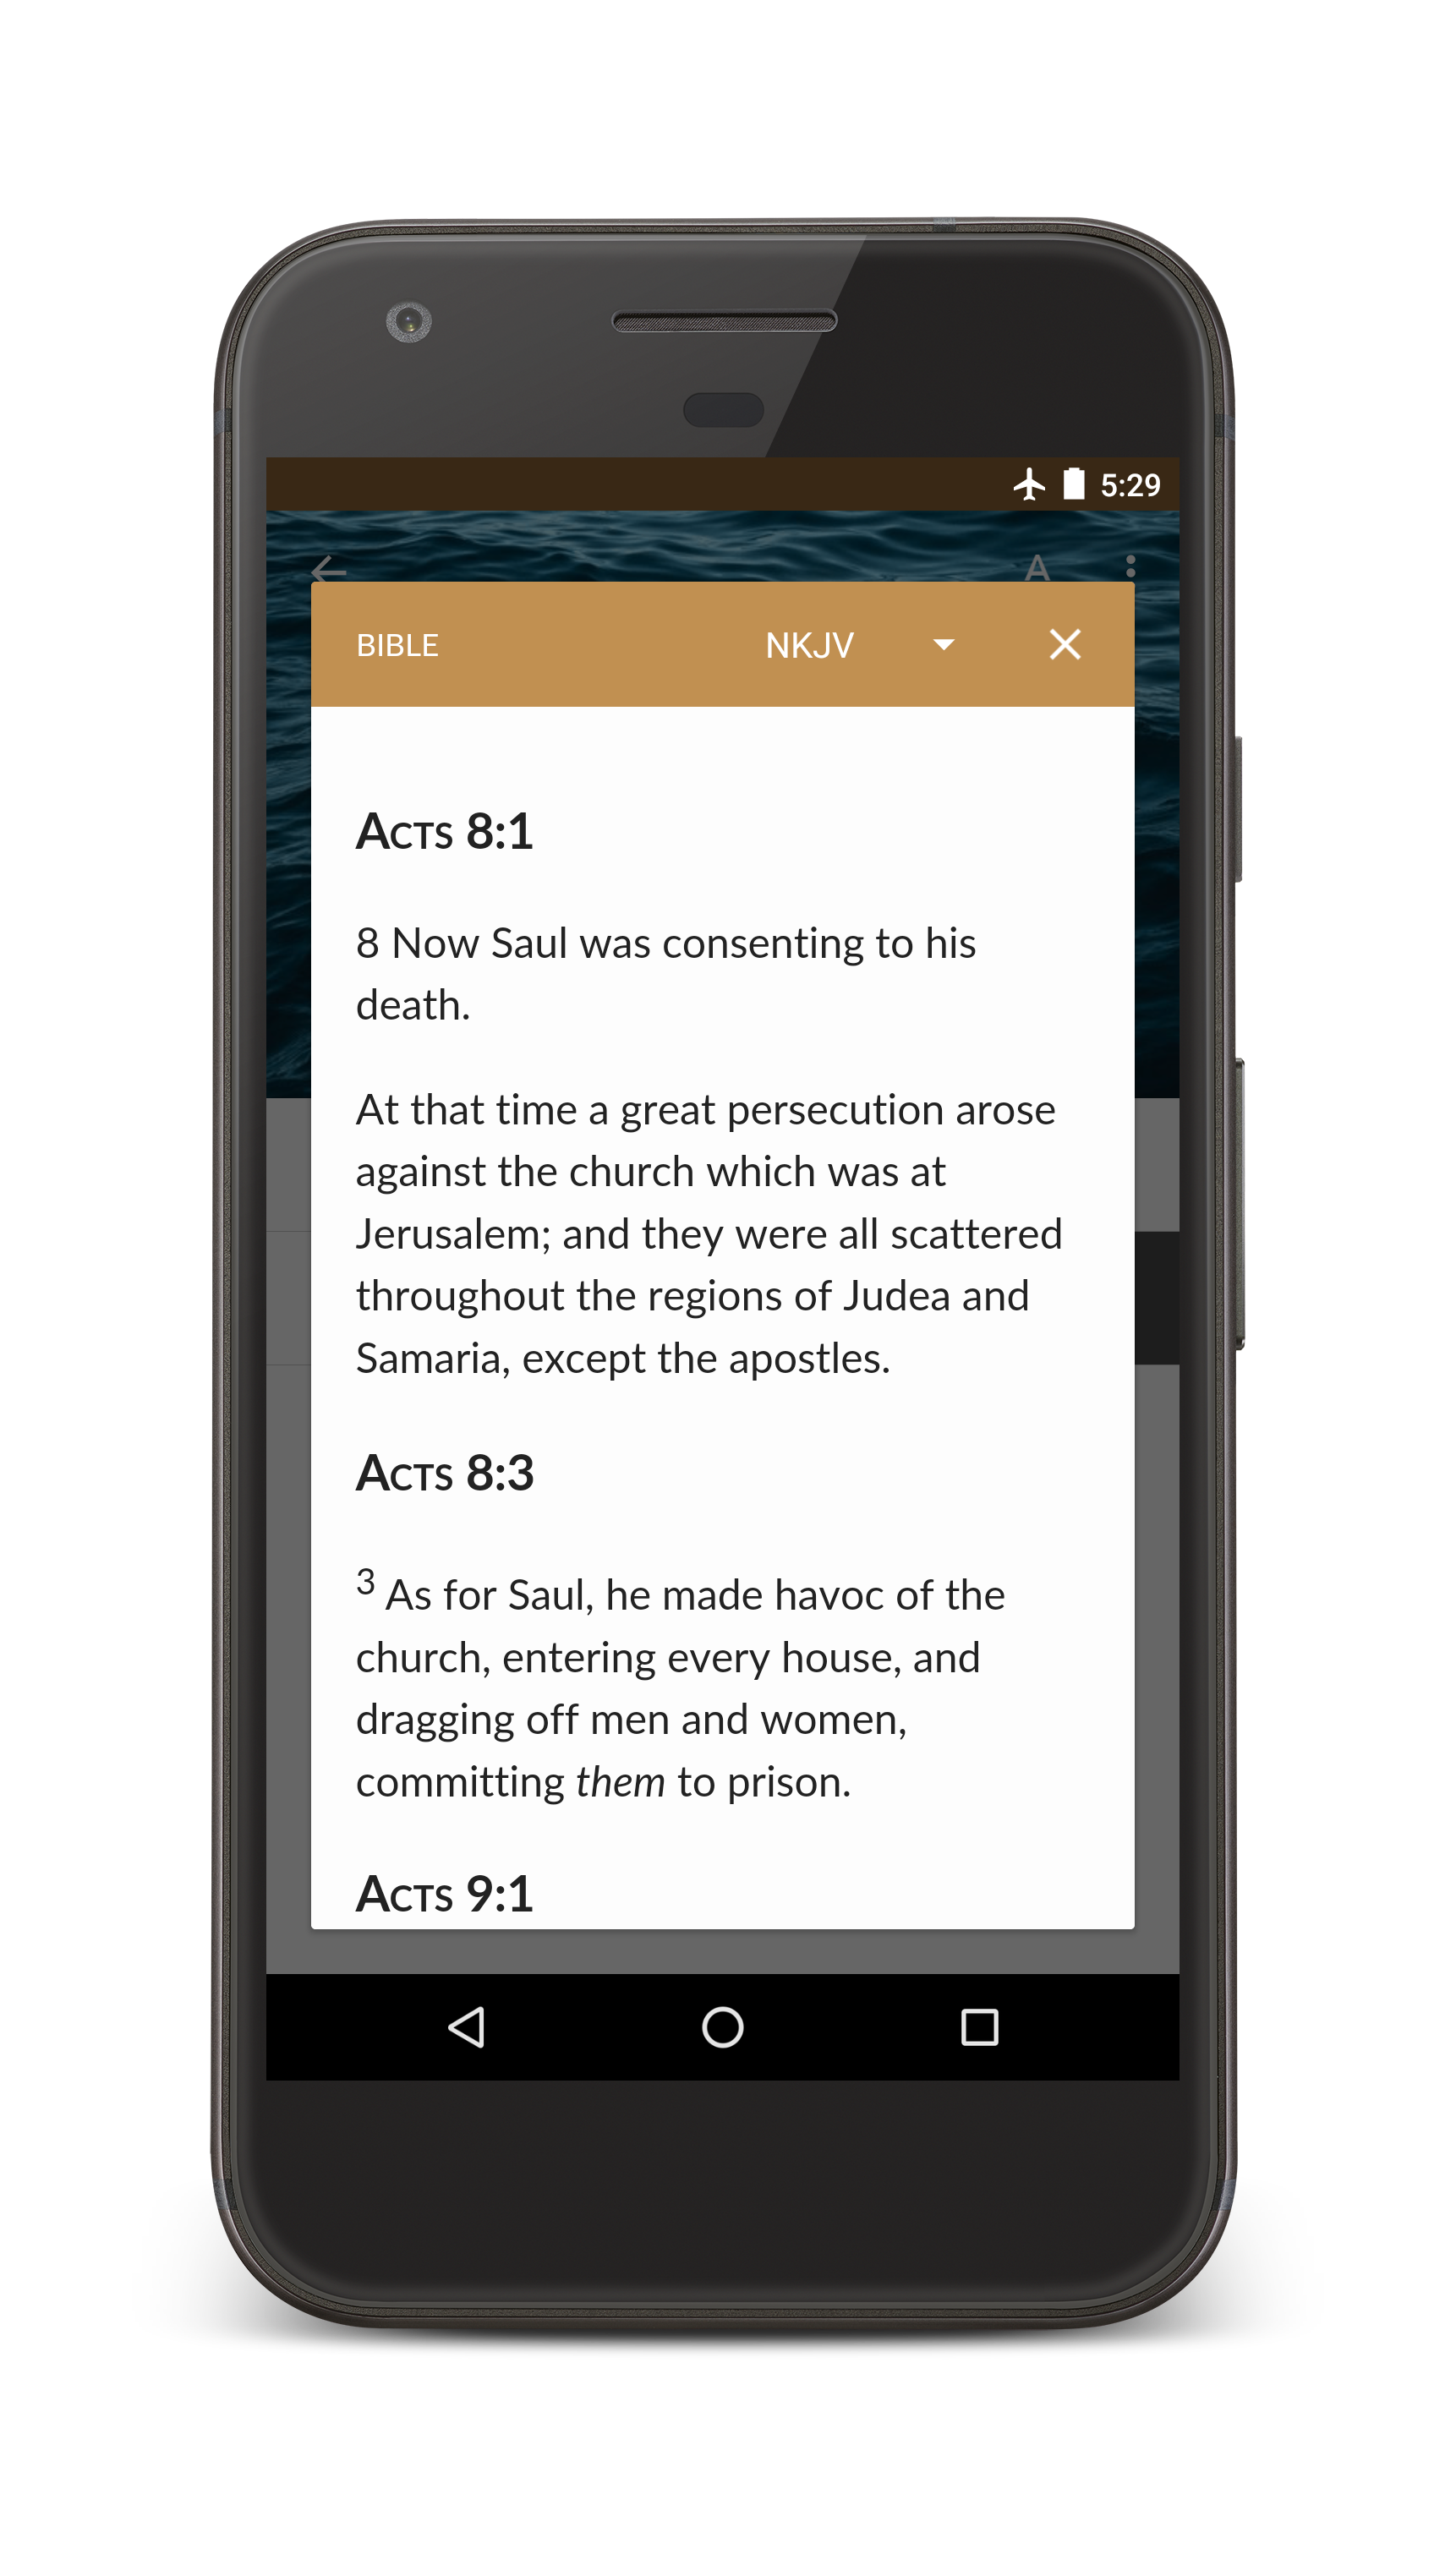 5:29
A
BIBLE NKJV
Acts 8:1
8 Now Saul was consenting to his
death.
At that time a great persecution arose
against the church which was at
Jerusalem; and they were all scattered
throughout the regions of Judea and
Samaria, except the apostles.
Acts 8:3
3 As for Saul, he made havoc of the
church, entering every house, and
dragging off men and women,
committing them to prison.
Acts 9:1